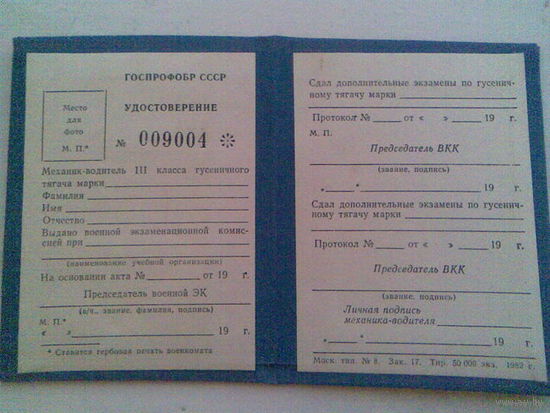 ГОСПРОФОБР СССР
Место
для
фото
М. П.*
УДОСТОВЕРЕНИЕ
№ 009004 ✻
Механик-водитель III класса гусеничного
тягача марки
Фамилия
Имя
Отчество
Выдано военной экзаменационной комис-
сией при
(наименование учебной организации)
На основании акта № от 19 г.
Председатель военной ЭК
(в/ч., звание, фамилия, подпись)
М. П.*
« » 19 г.
* Ставится гербовая печать военкомата
Сдал дополнительные экзамены по гусенич-
ному тягачу марки
Протокол № от « » 19 г.
М. П.
Председатель ВКК
(звание, подпись)
„ “ 19 г.
Сдал дополнительные экзамены по гусенич-
ному тягачу марки
Протокол № от « » 19 г.
Председатель ВКК
(звание, подпись)
Личная подпись
механика-водителя
„ “ 19 г.
Моск. тип. № 8. Зак. 17. Тир. 50 000 экз. 1982 г.